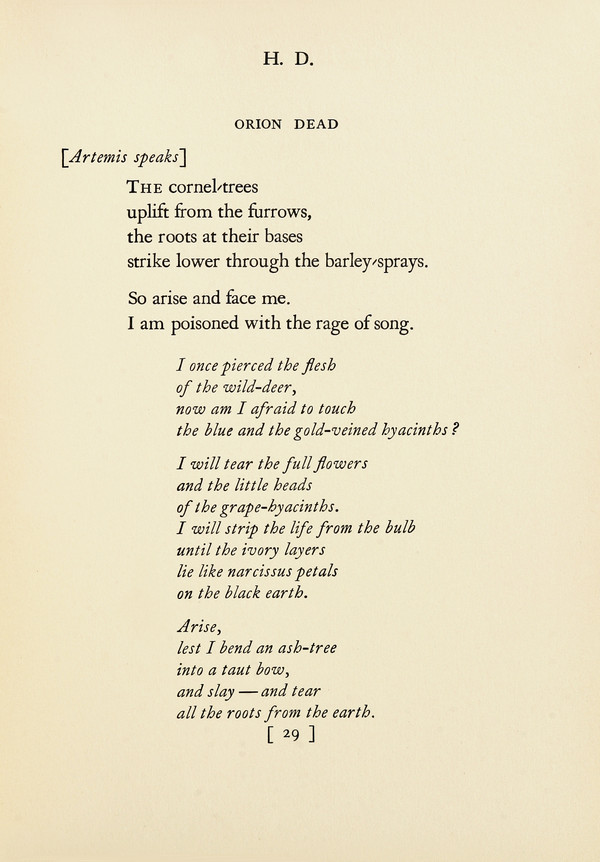 H. D.
ORION DEAD
[Artemis speaks]
THE cornel-trees
uplift from the furrows,
the roots at their bases
strike lower through the barley-sprays.
So arise and face me.
I am poisoned with the rage of song.
I once pierced the flesh
of the wild-deer,
now am I afraid to touch
the blue and the gold-veined hyacinths ?
I will tear the full flowers
and the little heads
of the grape-hyacinths.
I will strip the life from the bulb
until the ivory layers
lie like narcissus petals
on the black earth.
Arise,
lest I bend an ash-tree
into a taut bow,
and slay — and tear
all the roots from the earth.
[ 29 ]